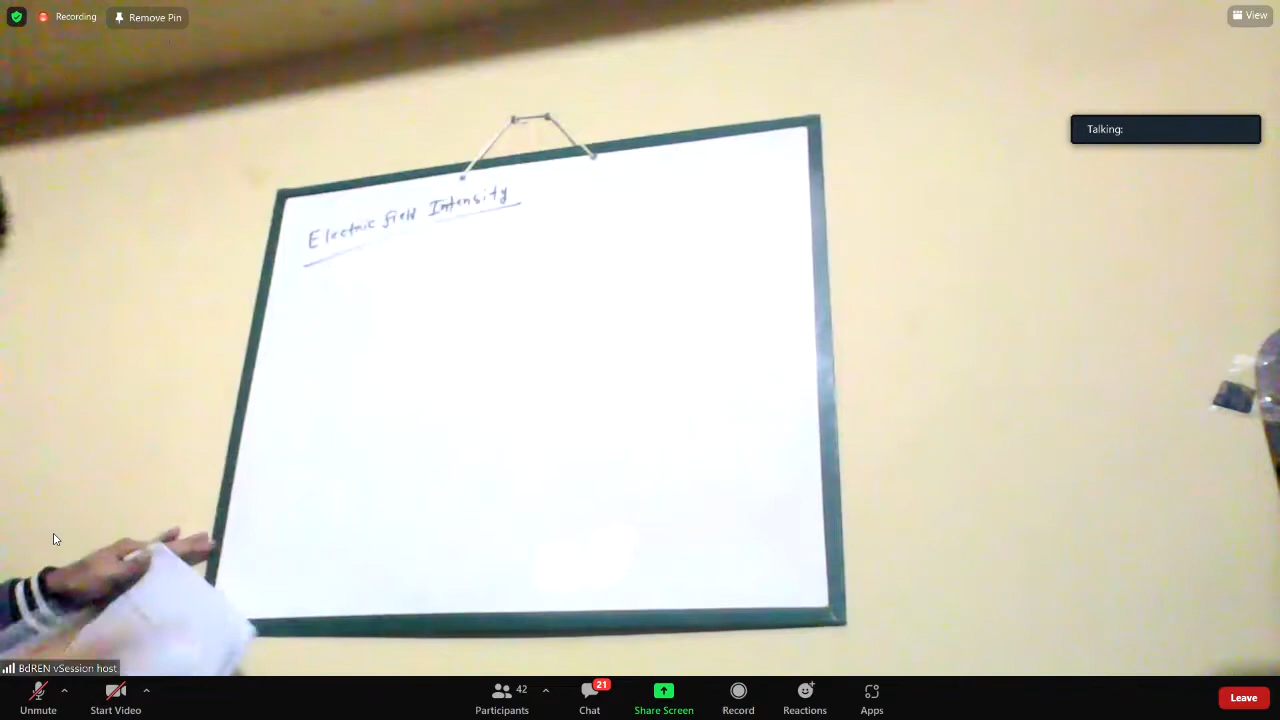 Recording
Remove Pin
View
Talking:
Electric field Intensity
BdREN vSession host
Unmute
Start Video
Participants
42
Chat
21
Share Screen
Record
Reactions
Apps
Leave